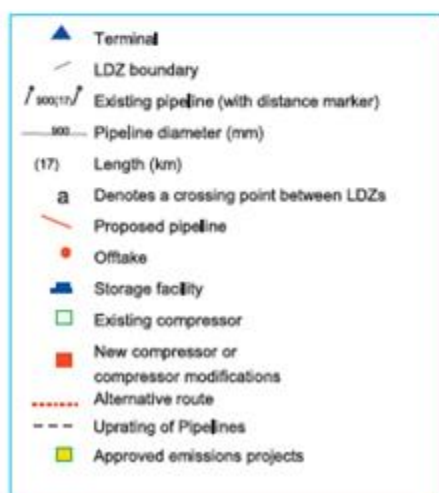 Terminal
LDZ boundary
900(17) Existing pipeline (with distance marker)
900 Pipeline diameter (mm)
(17) Length (km)
a Denotes a crossing point between LDZs
Proposed pipeline
Offtake
Storage facility
Existing compressor
New compressor or
compressor modifications
Alternative route
Uprating of Pipelines
Approved emissions projects